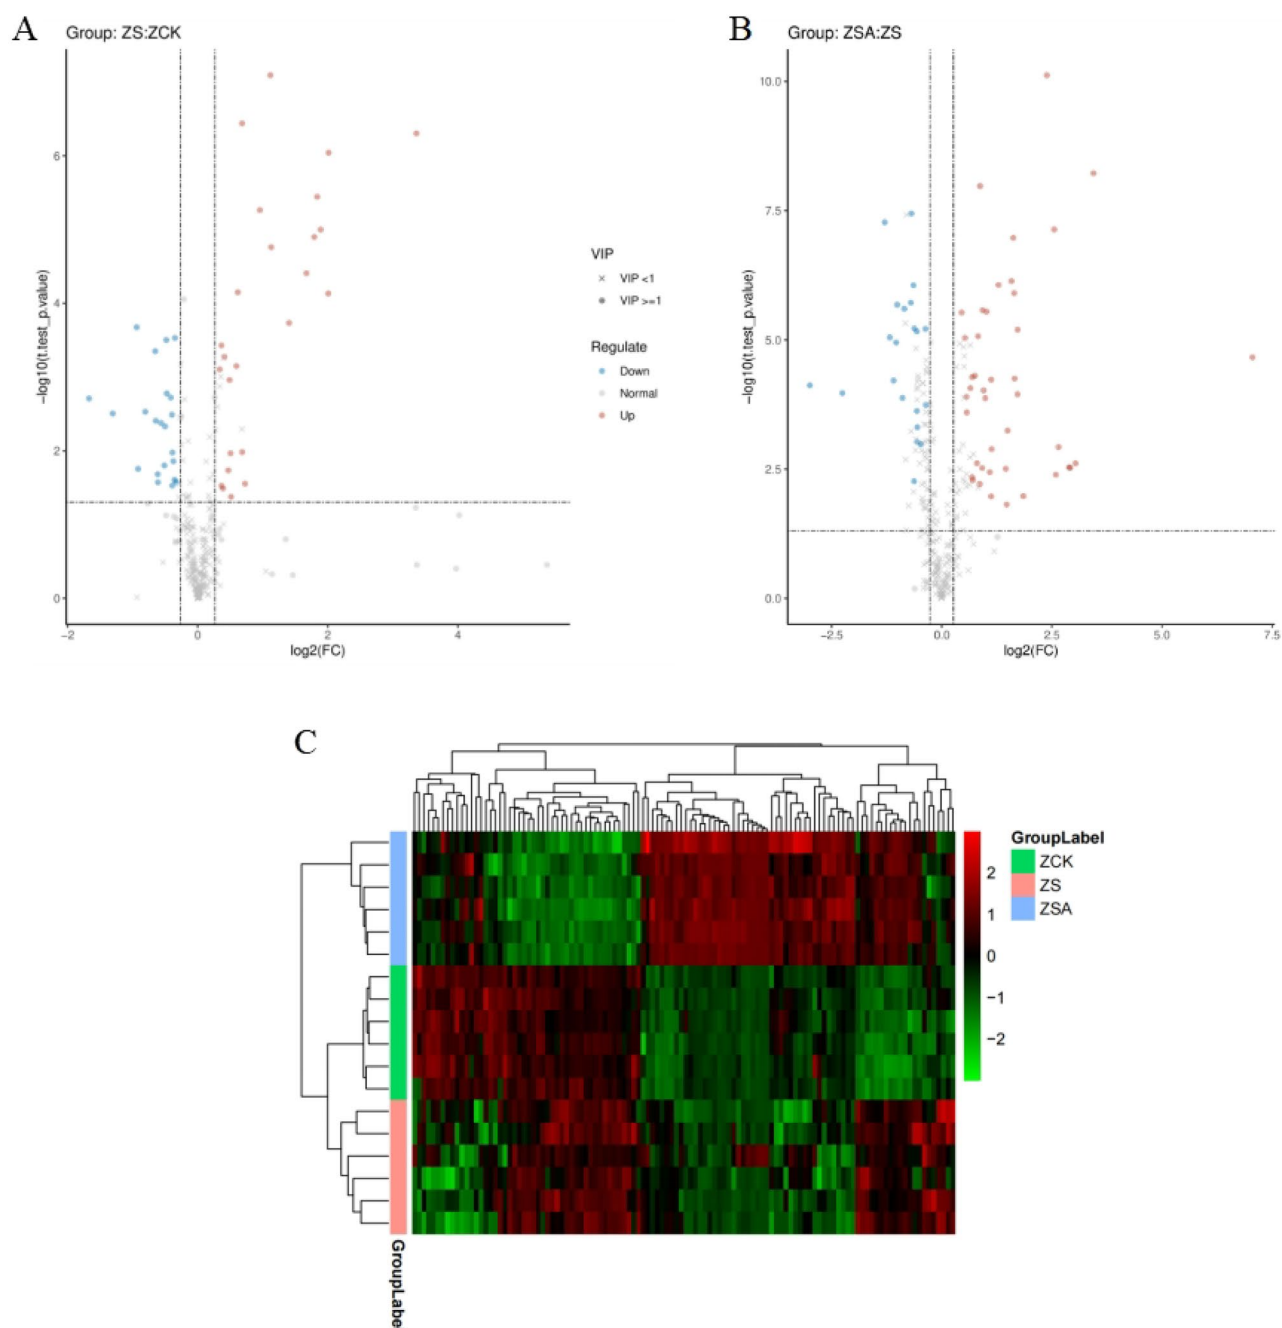 A
Group: ZS:ZCK
6
4
2
0
−log10(t.test_p.value)
−2
0
2
4
log2(FC)
VIP
VIP <1
VIP >=1
Regulate
Down
Normal
Up
B
Group: ZSA:ZS
10.0
7.5
5.0
2.5
0.0
−log10(t.test_p.value)
−2.5
0.0
2.5
5.0
7.5
log2(FC)
C
2
1
0
−1
−2
GroupLabel
ZCK
ZS
ZSA
GroupLabe